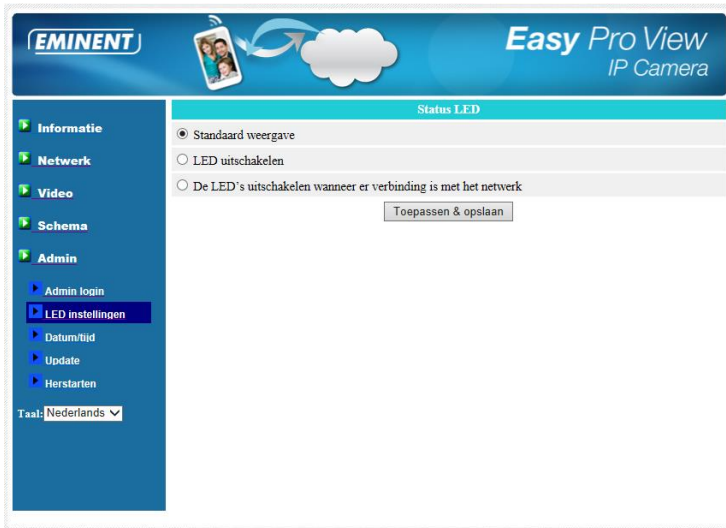 EMINENT
Easy Pro View
IP Camera
Informatie
Netwerk
Video
Schema
Admin
Admin login
LED instellingen
Datum/tijd
Update
Herstarten
Taal: Nederlands
Status LED
Standaard weergave
LED uitschakelen
De LED's uitschakelen wanneer er verbinding is met het netwerk
Toepassen & opslaan